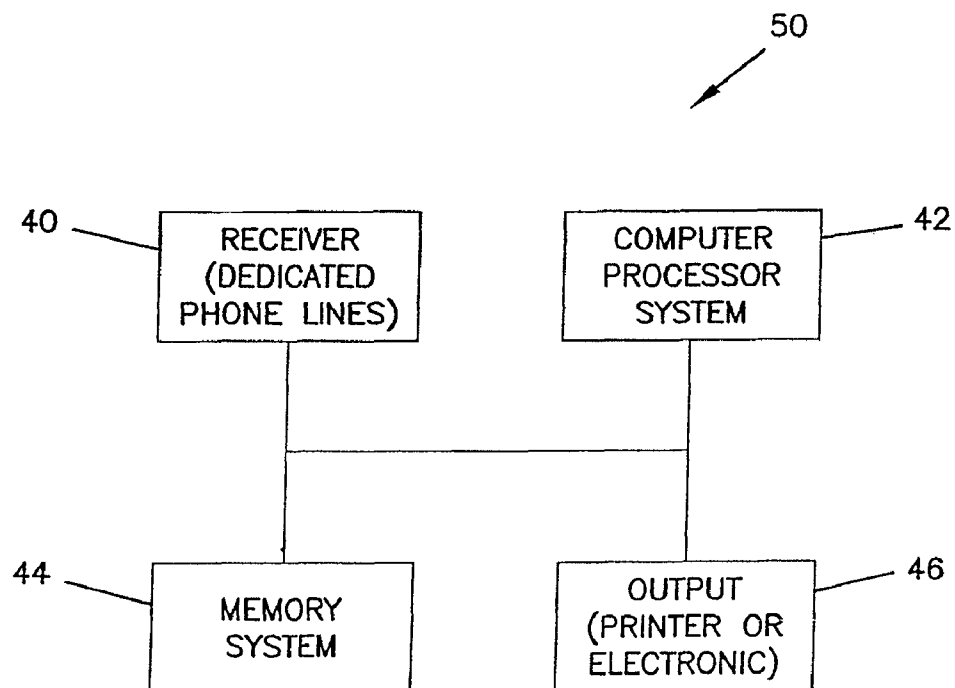 50
40
RECEIVER
(DEDICATED
PHONE LINES)
COMPUTER
PROCESSOR
SYSTEM
42
44
MEMORY
SYSTEM
OUTPUT
(PRINTER OR
ELECTRONIC)
46